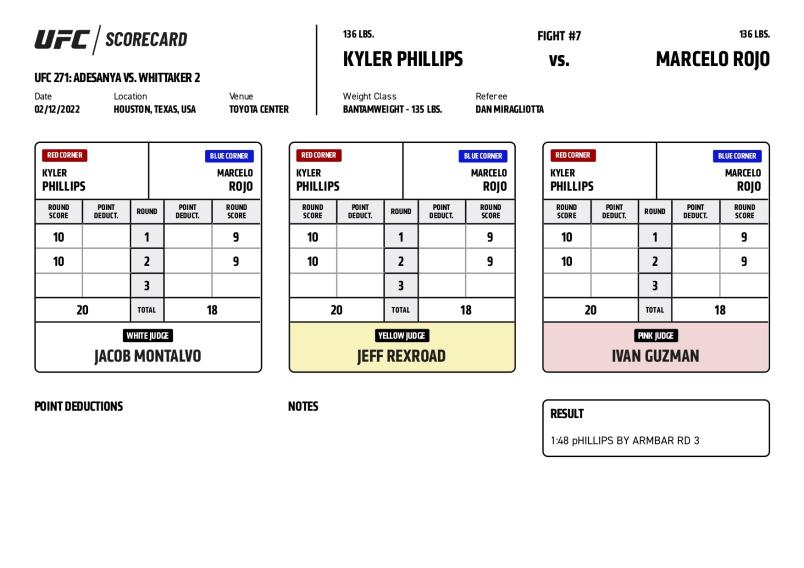 UFC / SCORECARD
UFC 271: ADESANYA VS. WHITTAKER 2
Date Location Venue
02/12/2022 HOUSTON, TEXAS, USA TOYOTA CENTER
136 LBS. FIGHT #7 136 LBS.
KYLER PHILLIPS vs. MARCELO ROJO
Weight Class Referee
BANTAMWEIGHT - 135 LBS. DAN MIRAGLIOTTA
RED CORNER BLUE CORNER
KYLER MARCELO
PHILLIPS ROJO
ROUND SCORE POINT DEDUCT. ROUND POINT DEDUCT. ROUND SCORE
10 1 9
10 2 9
3
20 TOTAL 18
WHITE JUDGE
JACOB MONTALVO
RED CORNER BLUE CORNER
KYLER MARCELO
PHILLIPS ROJO
ROUND SCORE POINT DEDUCT. ROUND POINT DEDUCT. ROUND SCORE
10 1 9
10 2 9
3
20 TOTAL 18
YELLOW JUDGE
JEFF REXROAD
RED CORNER BLUE CORNER
KYLER MARCELO
PHILLIPS ROJO
ROUND SCORE POINT DEDUCT. ROUND POINT DEDUCT. ROUND SCORE
10 1 9
10 2 9
3
20 TOTAL 18
PINK JUDGE
IVAN GUZMAN
POINT DEDUCTIONS
NOTES
RESULT
1:48 pHILLIPS BY ARMBAR RD 3